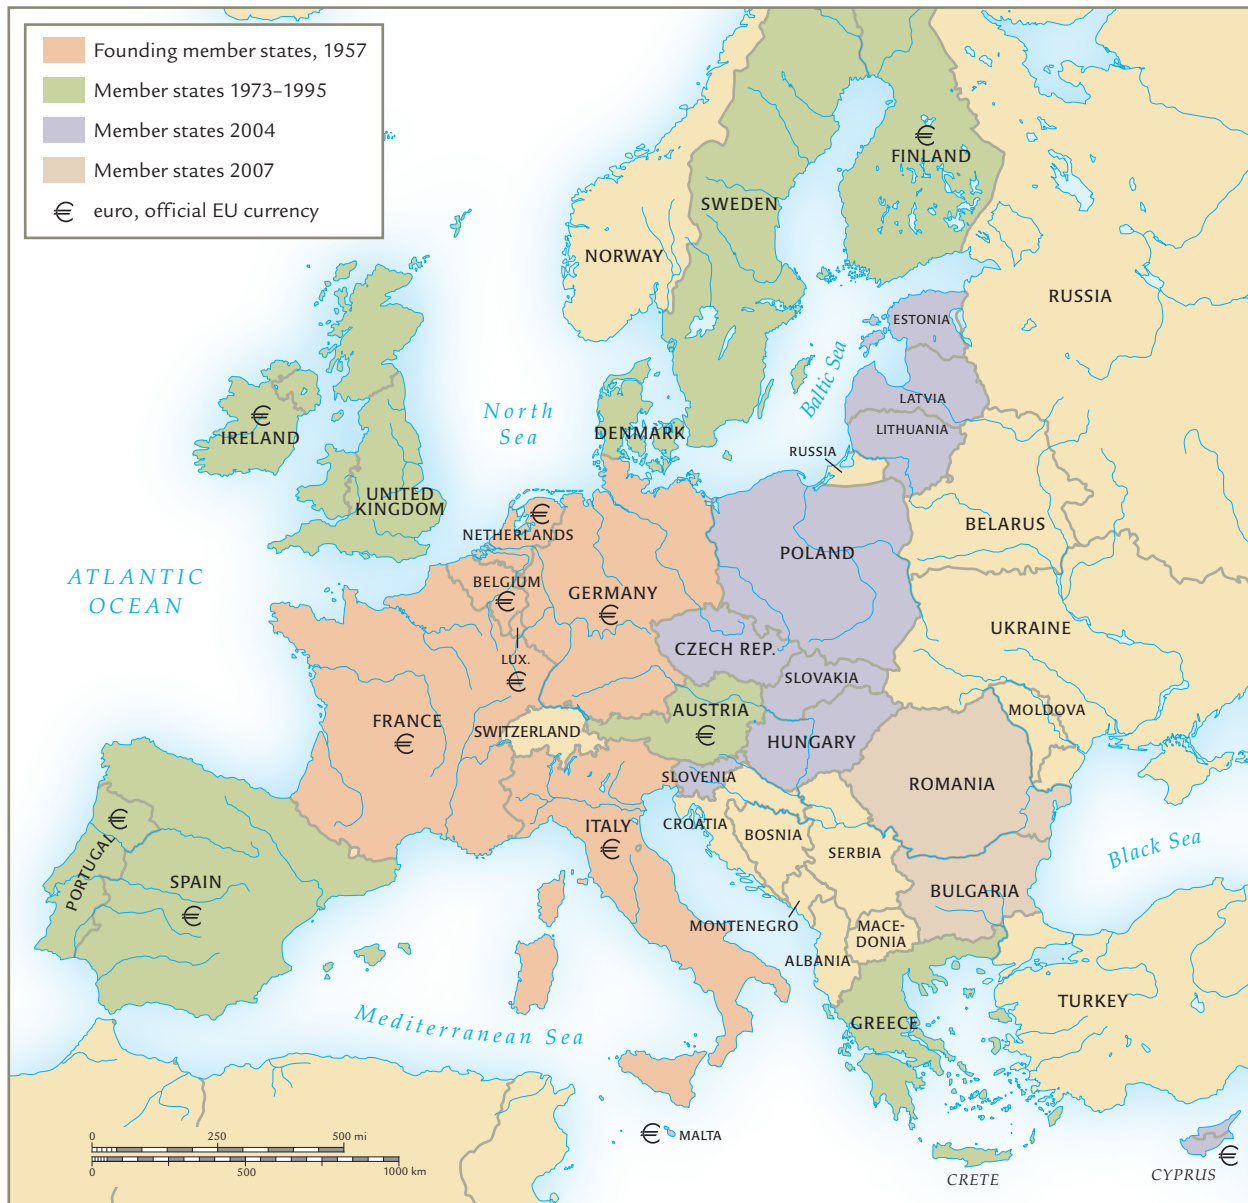 Founding member states, 1957
Member states 1973–1995
Member states 2004
Member states 2007
€ euro, official EU currency
€
FINLAND
SWEDEN
NORWAY
RUSSIA
ESTONIA
Baltic Sea
LATVIA
LITHUANIA
North
Sea
DENMARK
€
IRELAND
RUSSIA
UNITED
KINGDOM
€
NETHERLANDS
BELARUS
POLAND
ATLANTIC
OCEAN
BELGIUM
€
GERMANY
€
UKRAINE
CZECH REP.
LUX.
€
SLOVAKIA
AUSTRIA
€
MOLDOVA
FRANCE
€
SWITZERLAND
HUNGARY
SLOVENIA
ROMANIA
€
PORTUGAL
CROATIA
ITALY
€
BOSNIA
SERBIA
Black Sea
SPAIN
€
BULGARIA
MONTENEGRO
MACE-
DONIA
ALBANIA
TURKEY
Mediterranean Sea
GREECE
€ MALTA
0 250 500 mi
0 500 1000 km
CRETE
€
CYPRUS